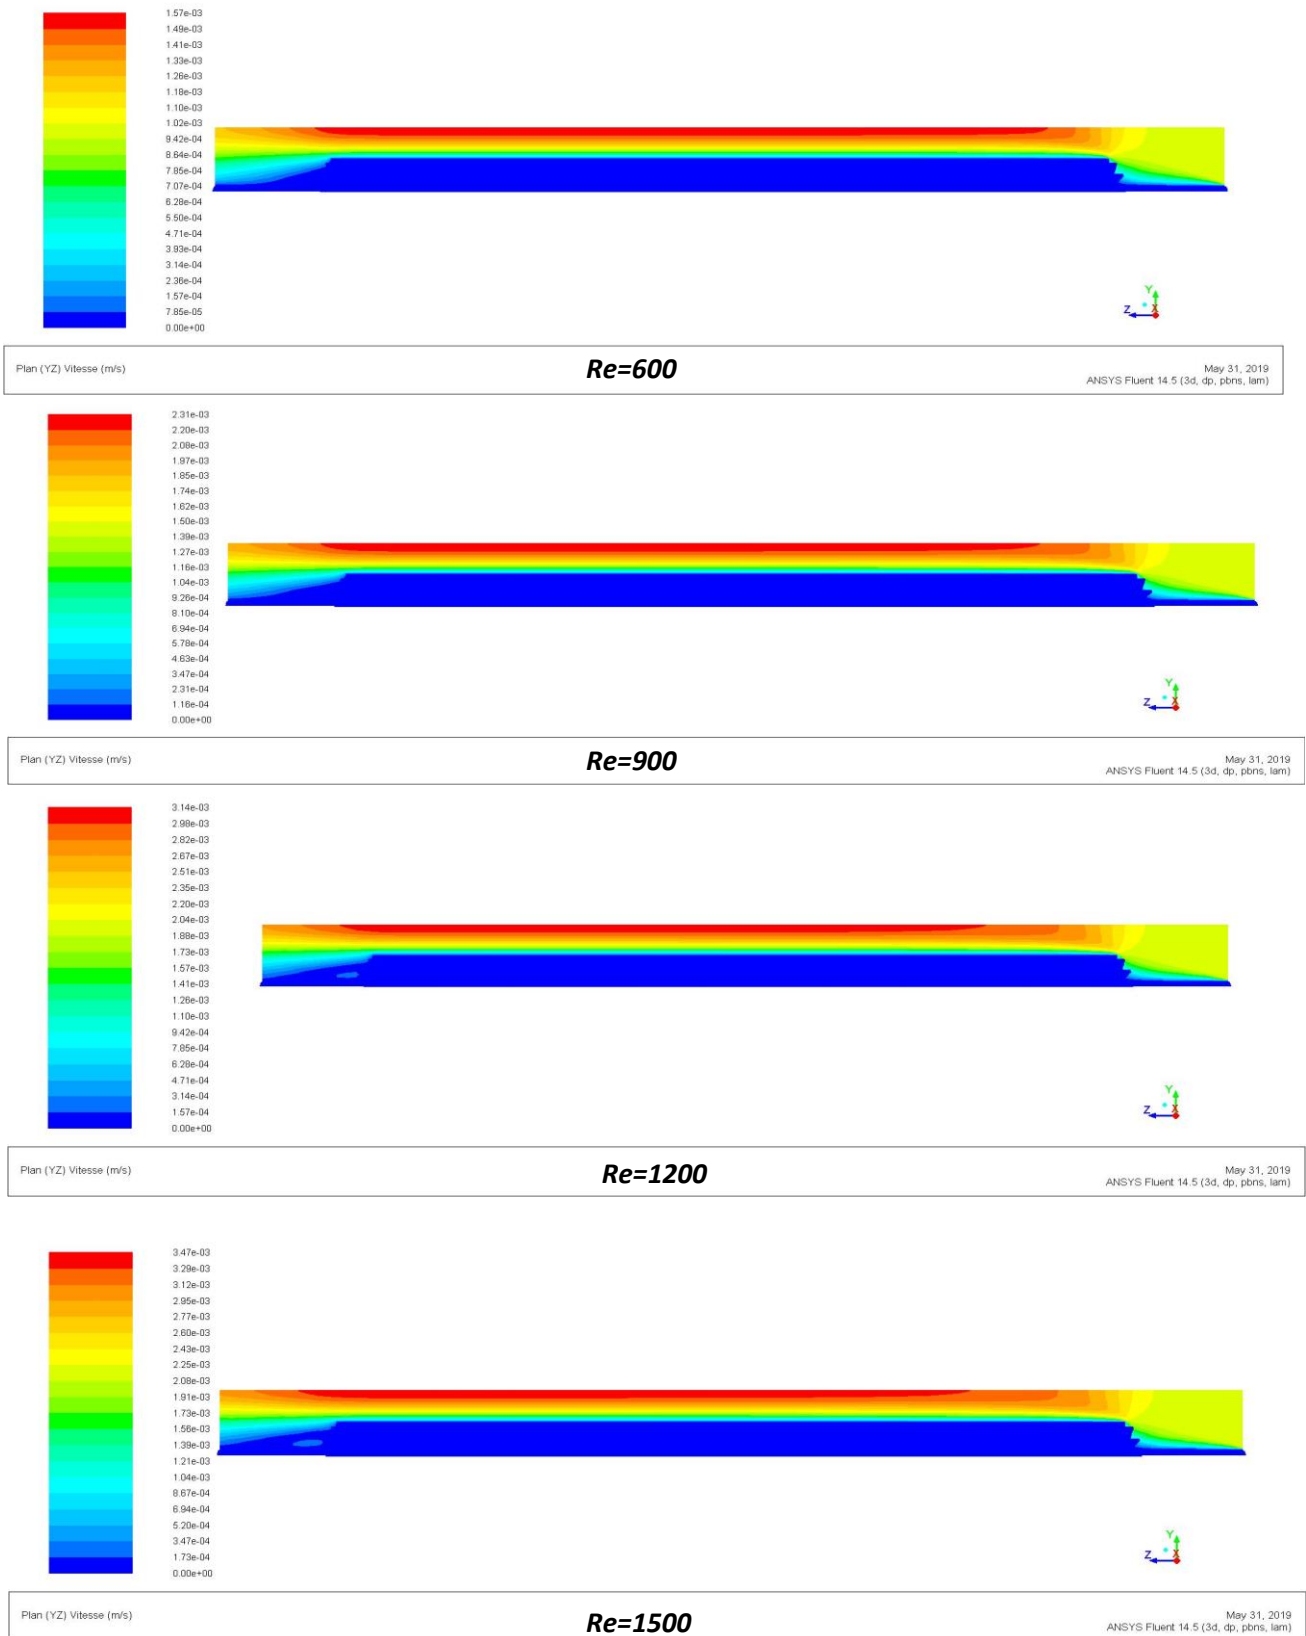 1.57e-03
1.49e-03
1.41e-03
1.33e-03
1.26e-03
1.18e-03
1.10e-03
1.02e-03
9.42e-04
8.64e-04
7.85e-04
7.07e-04
6.28e-04
5.50e-04
4.71e-04
3.93e-04
3.14e-04
2.36e-04
1.57e-04
7.85e-05
0.00e+00
Y
Z X
Plan (YZ) Vitesse (m/s)
Re=600
May 31, 2019
ANSYS Fluent 14.5 (3d, dp, pbns, lam)
2.31e-03
2.20e-03
2.08e-03
1.97e-03
1.85e-03
1.74e-03
1.62e-03
1.50e-03
1.39e-03
1.27e-03
1.16e-03
1.04e-03
9.26e-04
8.10e-04
6.94e-04
5.78e-04
4.63e-04
3.47e-04
2.31e-04
1.16e-04
0.00e+00
Y
Z X
Plan (YZ) Vitesse (m/s)
Re=900
May 31, 2019
ANSYS Fluent 14.5 (3d, dp, pbns, lam)
3.14e-03
2.98e-03
2.82e-03
2.67e-03
2.51e-03
2.35e-03
2.20e-03
2.04e-03
1.88e-03
1.73e-03
1.57e-03
1.41e-03
1.26e-03
1.10e-03
9.42e-04
7.85e-04
6.28e-04
4.71e-04
3.14e-04
1.57e-04
0.00e+00
Y
Z X
Plan (YZ) Vitesse (m/s)
Re=1200
May 31, 2019
ANSYS Fluent 14.5 (3d, dp, pbns, lam)
3.47e-03
3.29e-03
3.12e-03
2.95e-03
2.77e-03
2.60e-03
2.43e-03
2.25e-03
2.08e-03
1.91e-03
1.73e-03
1.56e-03
1.39e-03
1.21e-03
1.04e-03
8.67e-04
6.94e-04
5.20e-04
3.47e-04
1.73e-04
0.00e+00
Y
Z X
Plan (YZ) Vitesse (m/s)
Re=1500
May 31, 2019
ANSYS Fluent 14.5 (3d, dp, pbns, lam)